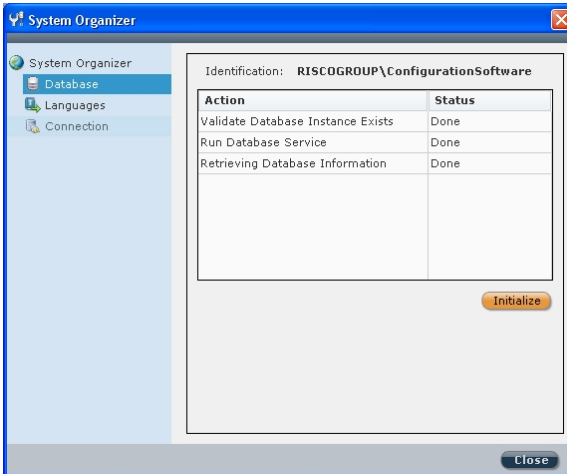 System Organizer
System Organizer
Database
Languages
Connection
Identification: RISCOGROUP\ConfigurationSoftware
Action Status
Validate Database Instance Exists Done
Run Database Service Done
Retrieving Database Information Done
Initialize
Close